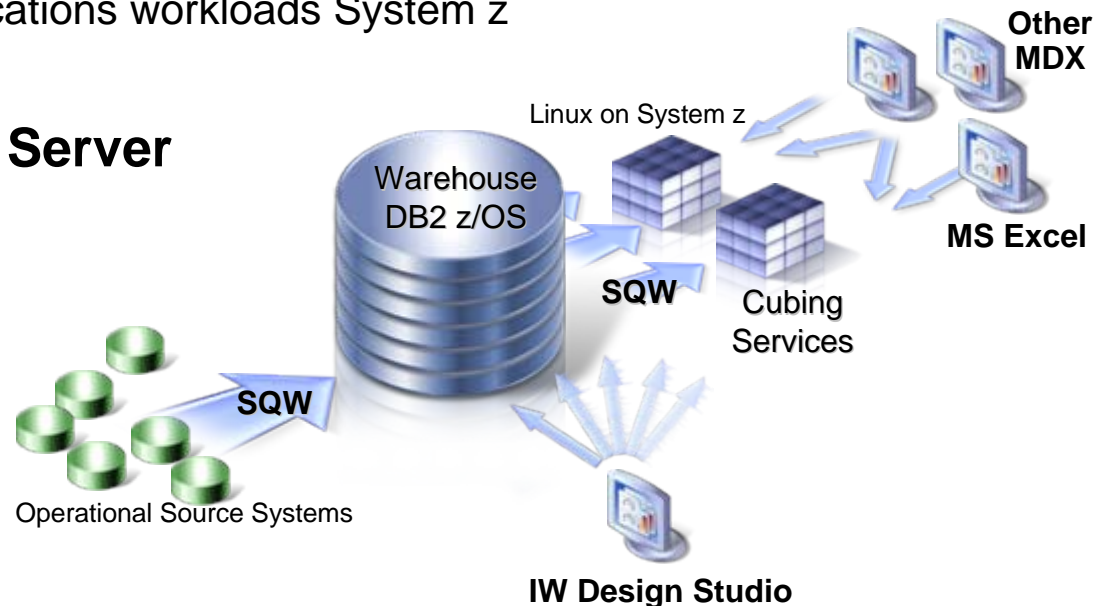 cations workloads System z
Other
MDX
Linux on System z
Server
Warehouse
DB2 z/OS
MS Excel
SQW
Cubing
Services
SQW
Operational Source Systems
IW Design Studio